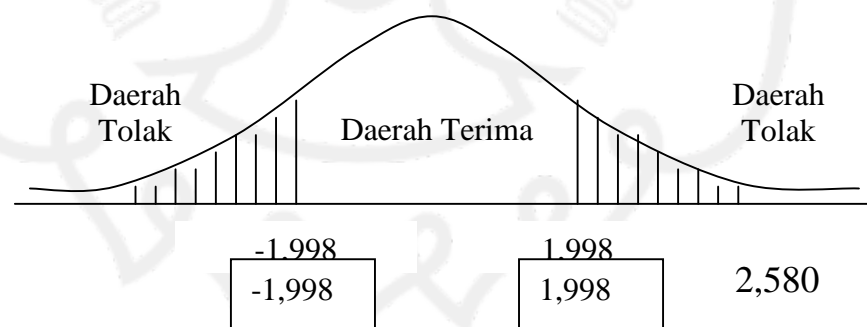 Daerah
Tolak
Daerah Terima
Daerah
Tolak
-1,998
1,998
-1,998
1,998
2,580